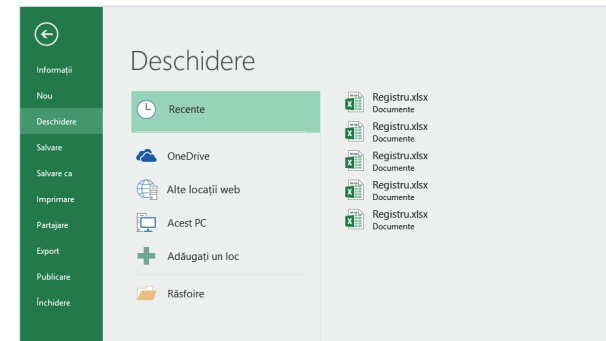 Informații
Nou
Deschidere
Salvare
Salvare ca
Imprimare
Partajare
Export
Publicare
Închidere
Deschidere
Recente
OneDrive
Alte locații web
Acest PC
Adăugați un loc
Răsfoire
Registru.xlsx
Documente
Registru.xlsx
Documente
Registru.xlsx
Documente
Registru.xlsx
Documente
Registru.xlsx
Documente